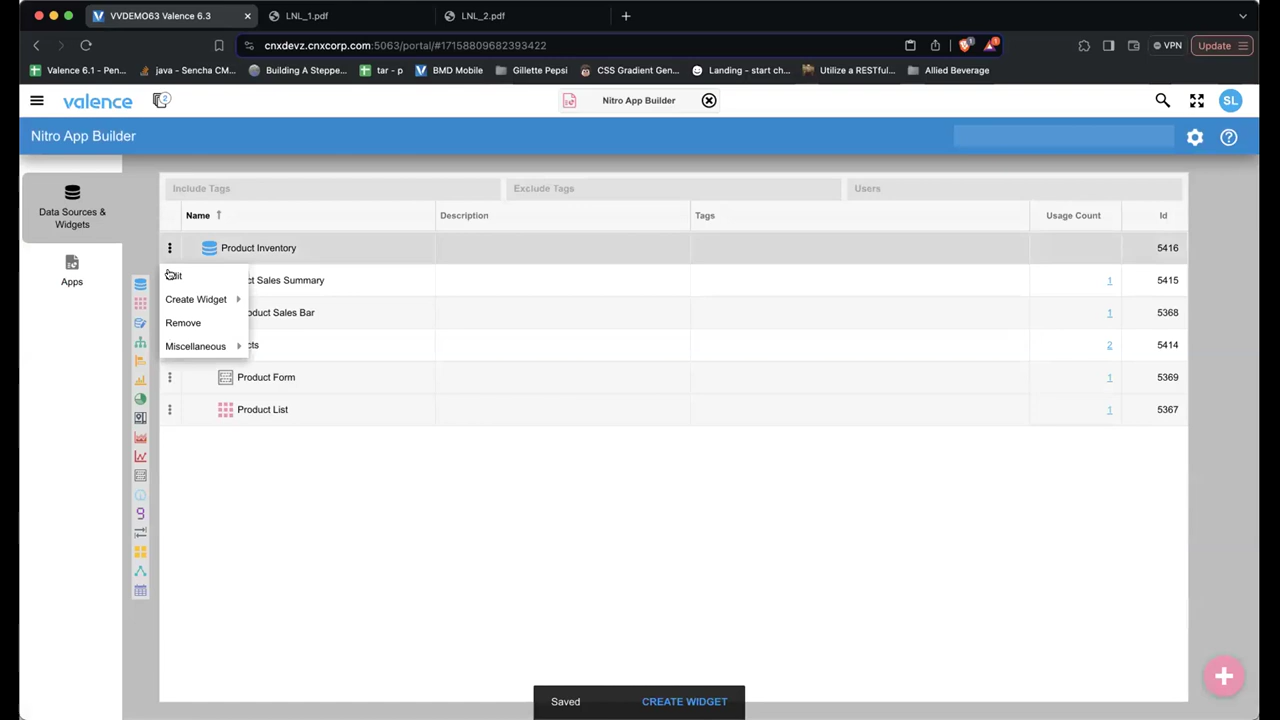 VVDEMO63 Valence 6.3
LNL_1.pdf
LNL_2.pdf
cnxdevz.cnxcorp.com:5063/portal/#17158809682393422
1
VPN
Update
Valence 6.1 - Pen...
java - Sencha CM...
Building A Steppe...
tar - p
BMD Mobile
Gillette Pepsi
CSS Gradient Gen...
Landing - start ch...
Utilize a RESTful...
Allied Beverage
valence
2
Nitro App Builder
SL
Nitro App Builder
Data Sources &
Widgets
Apps
Include Tags
Exclude Tags
Users
Name
Description
Tags
Usage Count
Id
Product Inventory
5416
ct Sales Summary
1
5415
oduct Sales Bar
1
5368
cts
2
5414
Product Form
1
5369
Product List
1
5367
dit
Create Widget
Remove
Miscellaneous
9
Saved
CREATE WIDGET